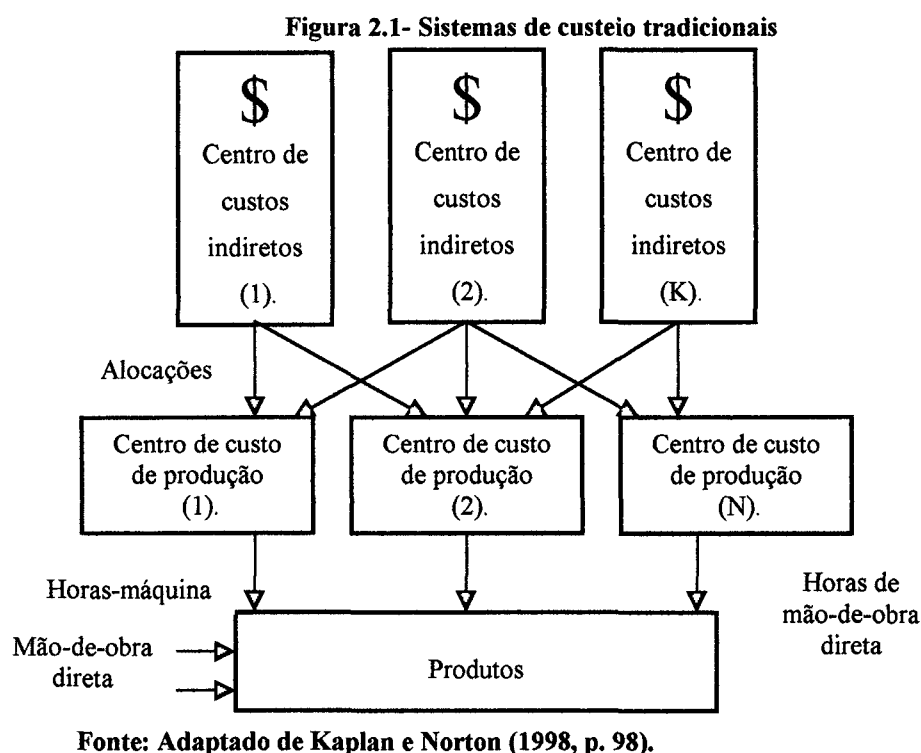 Figura 2.1- Sistemas de custeio tradicionais
$
Centro de
custos
indiretos
(1).
$
Centro de
custos
indiretos
(2).
$
Centro de
custos
indiretos
(K).
Alocações
Centro de custo
de produção
(1).
Centro de custo
de produção
(2).
Centro de custo
de produção
(N).
Horas-máquina
Horas de
mão-de-obra
direta
Mão-de-obra
direta
Produtos
Fonte: Adaptado de Kaplan e Norton (1998, p. 98).